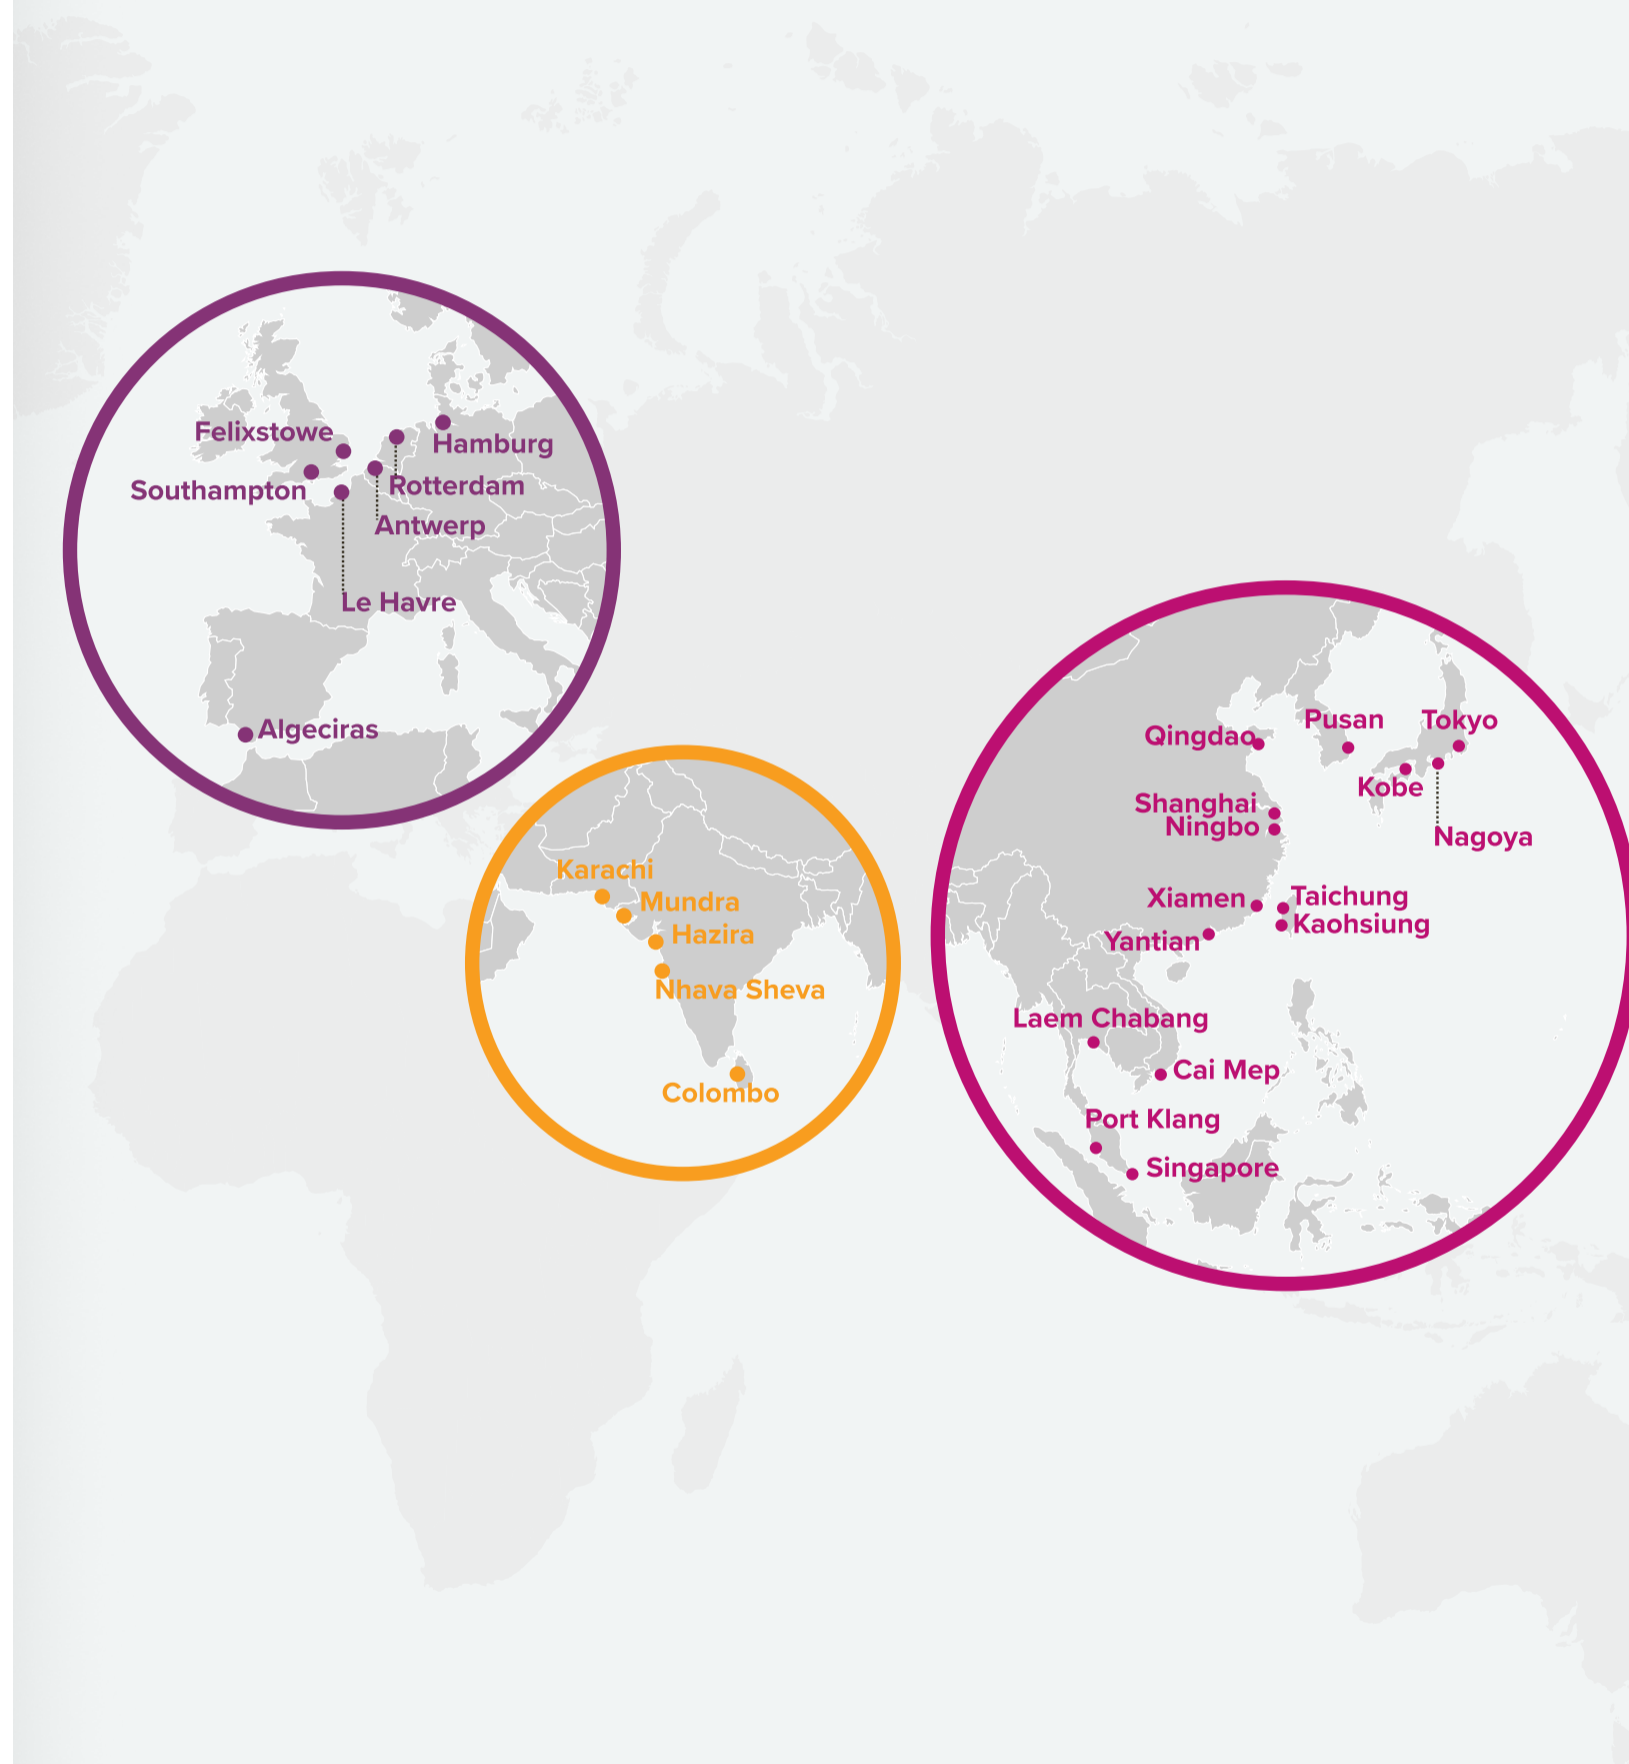 Felixstowe
Hamburg
Southampton
Rotterdam
Antwerp
Le Havre
Algeciras
Karachi
Mundra
Hazira
Nhava Sheva
Colombo
Pusan
Tokyo
Qingdao
Kobe
Shanghai
Ningbo
Nagoya
Xiamen
Taichung
Kaohsiung
Yantian
Laem Chabang
Cai Mep
Port Klang
Singapore